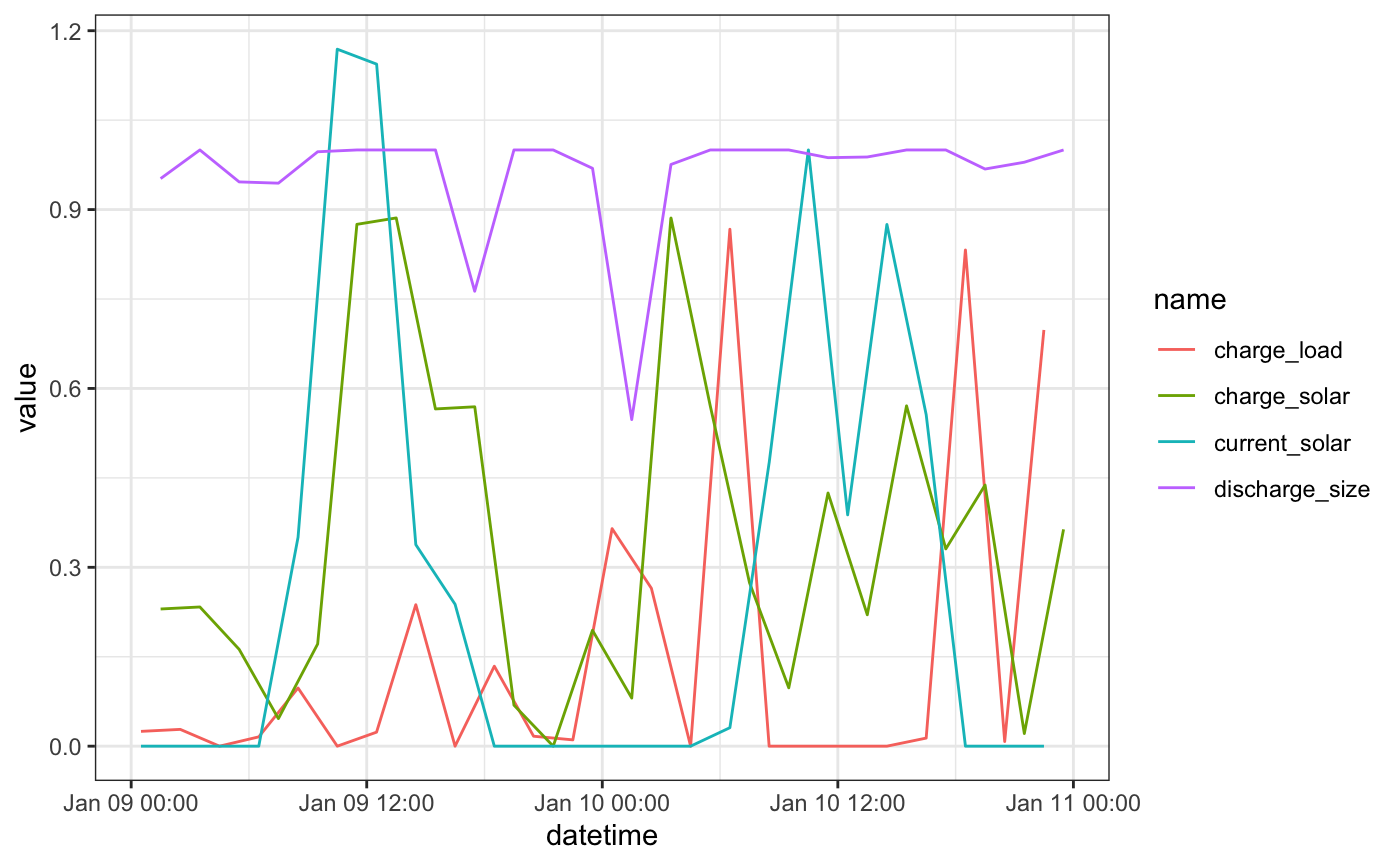 1.2
0.9
0.6
0.3
0.0
value
Jan 09 00:00
Jan 09 12:00
Jan 10 00:00
Jan 10 12:00
Jan 11 00:00
datetime
name
charge_load
charge_solar
current_solar
discharge_size